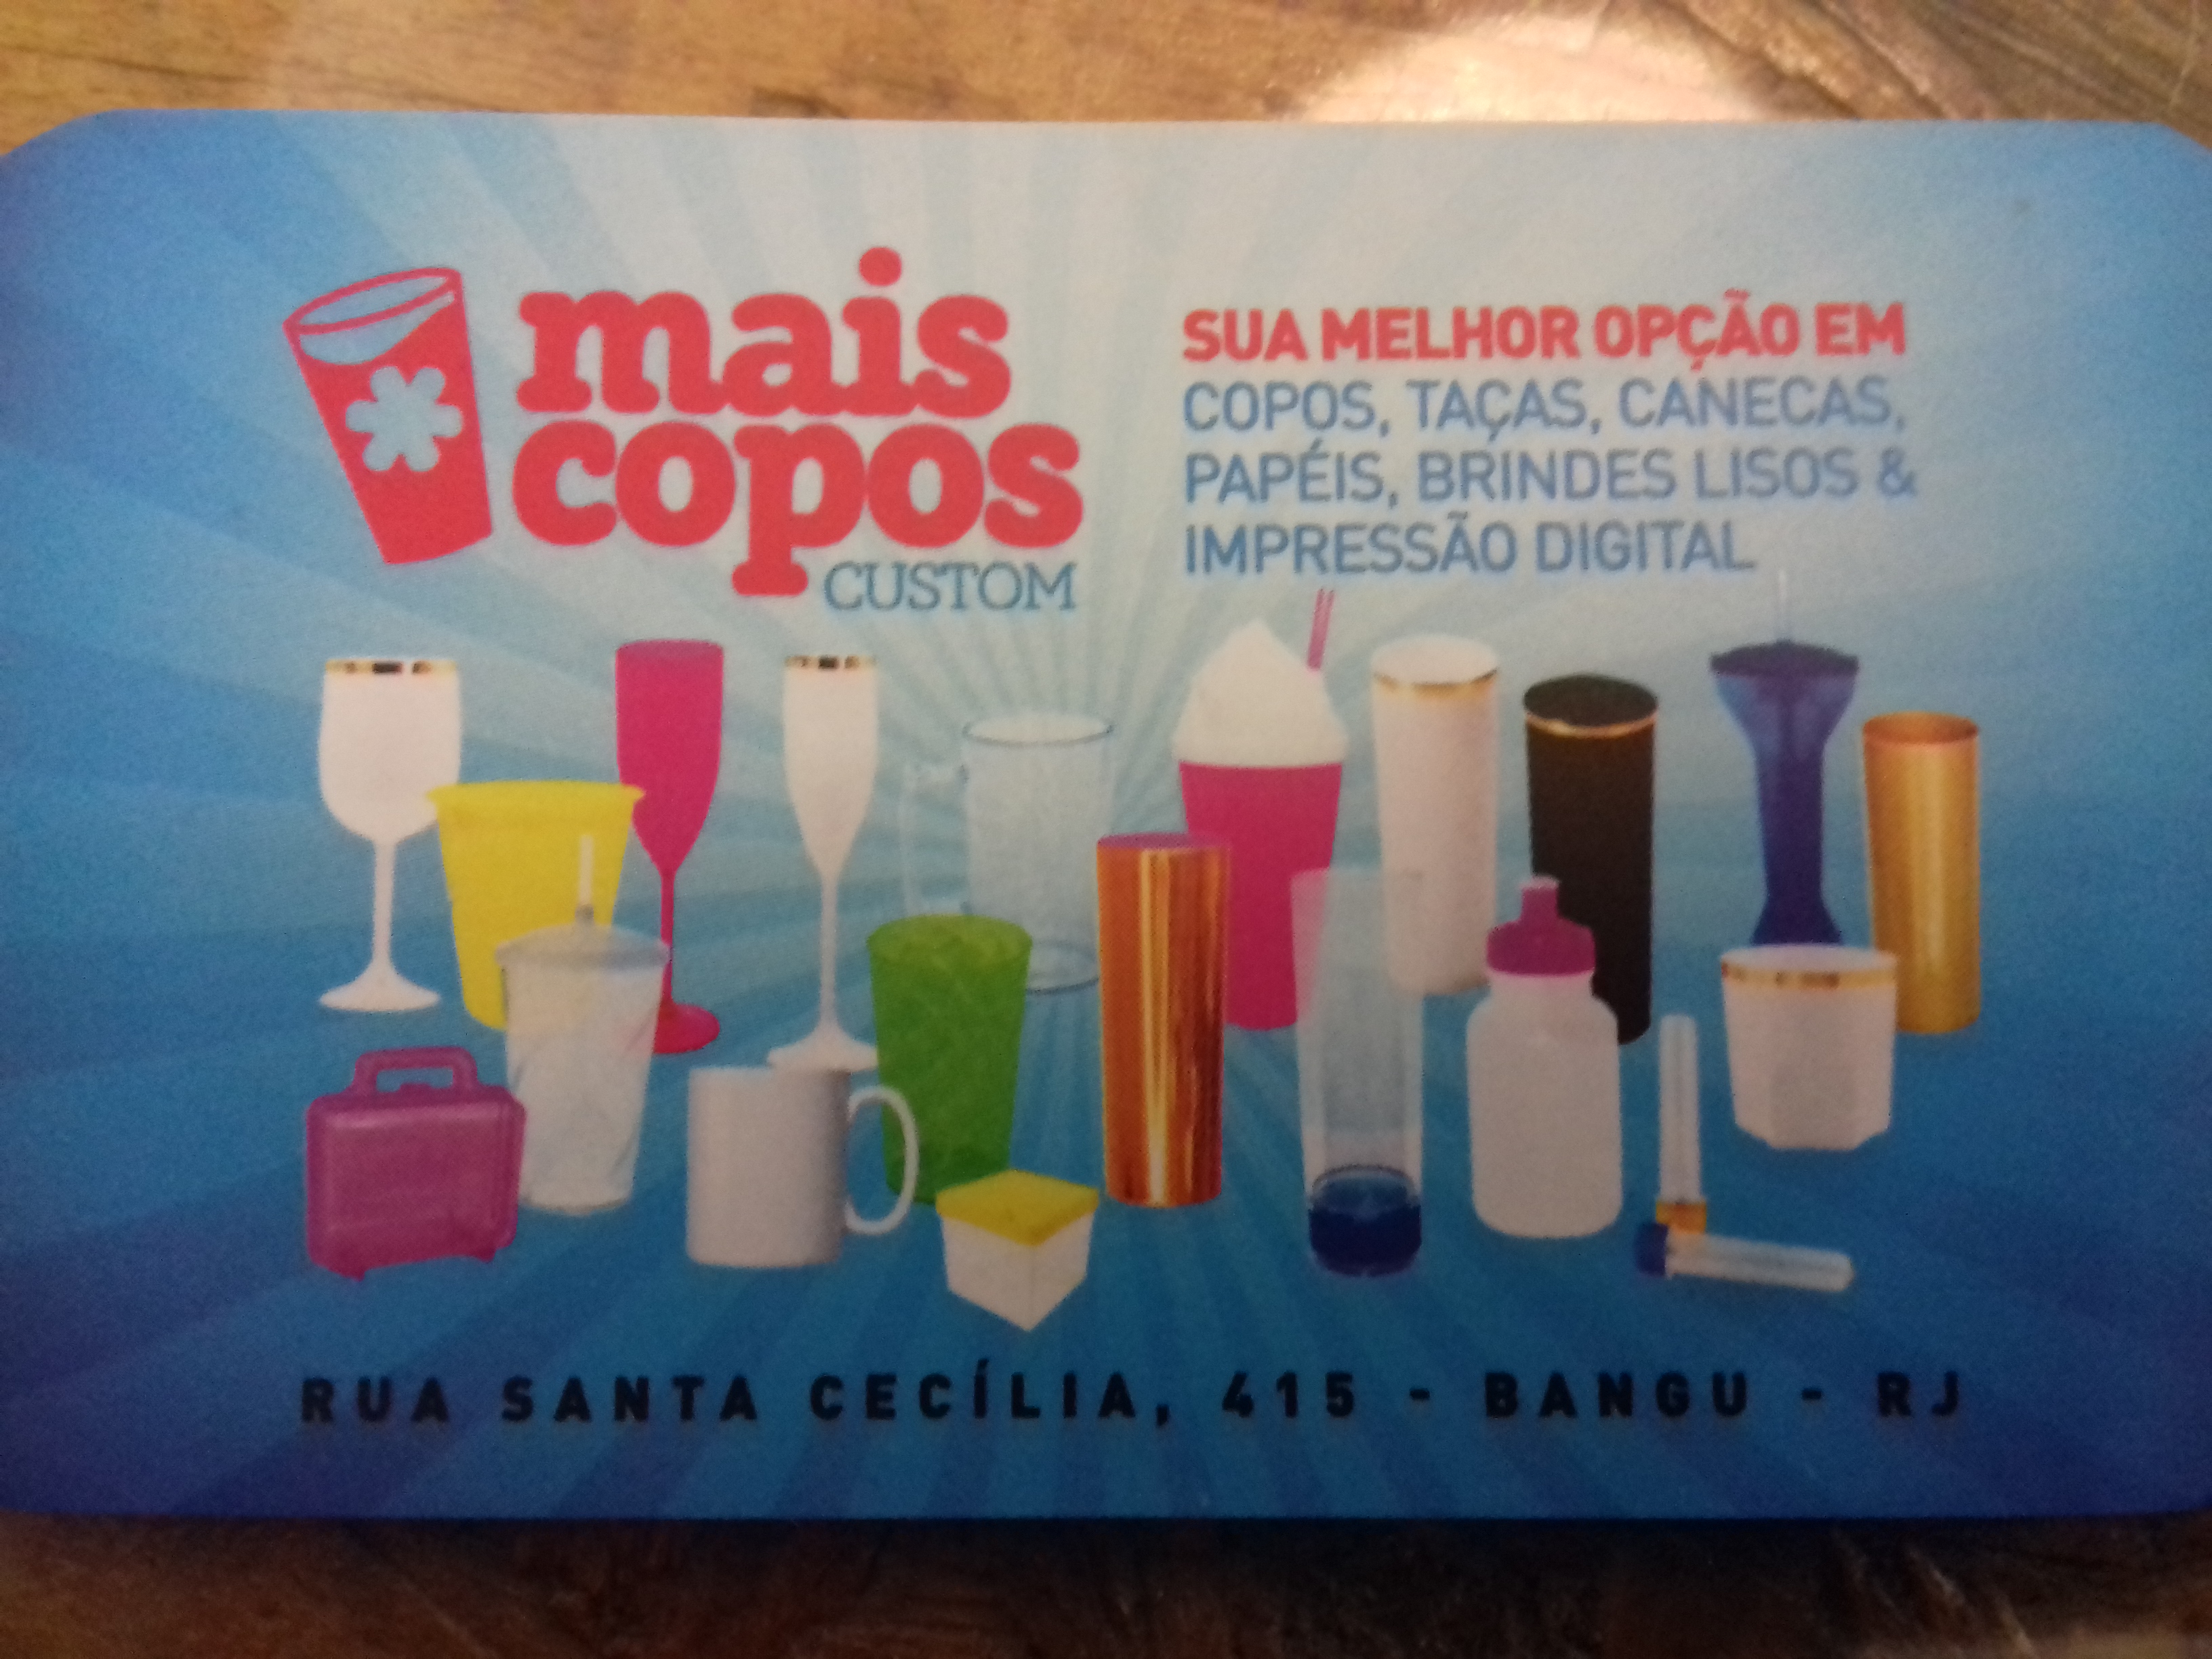 mais
copos
CUSTOM
SUA MELHOR OPÇÃO EM
COPOS, TAÇAS, CANECAS,
PAPÉIS, BRINDES LISOS &
IMPRESSÃO DIGITAL
RUA SANTA CECÍLIA, 415 - BANGU - RJ